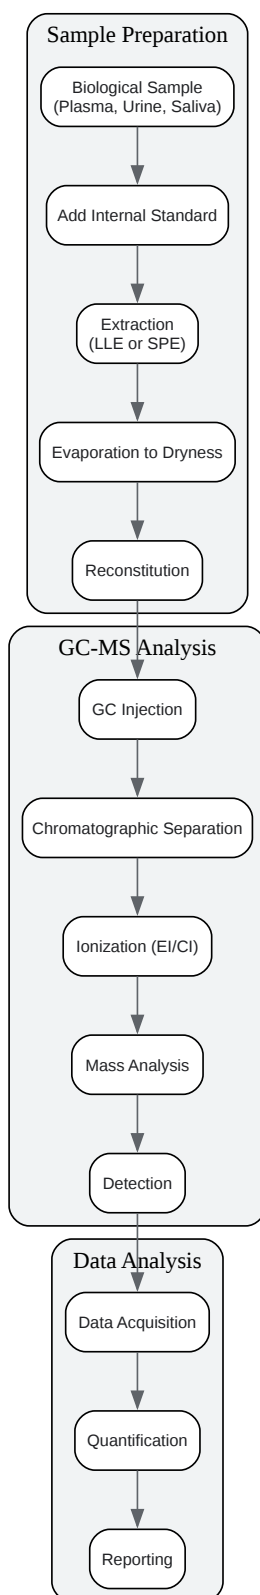 Sample Preparation
Biological Sample
(Plasma, Urine, Saliva)
Add Internal Standard
Extraction
(LLE or SPE)
Evaporation to Dryness
Reconstitution
GC-MS Analysis
GC Injection
Chromatographic Separation
Ionization (EI/CI)
Mass Analysis
Detection
Data Analysis
Data Acquisition
Quantification
Reporting